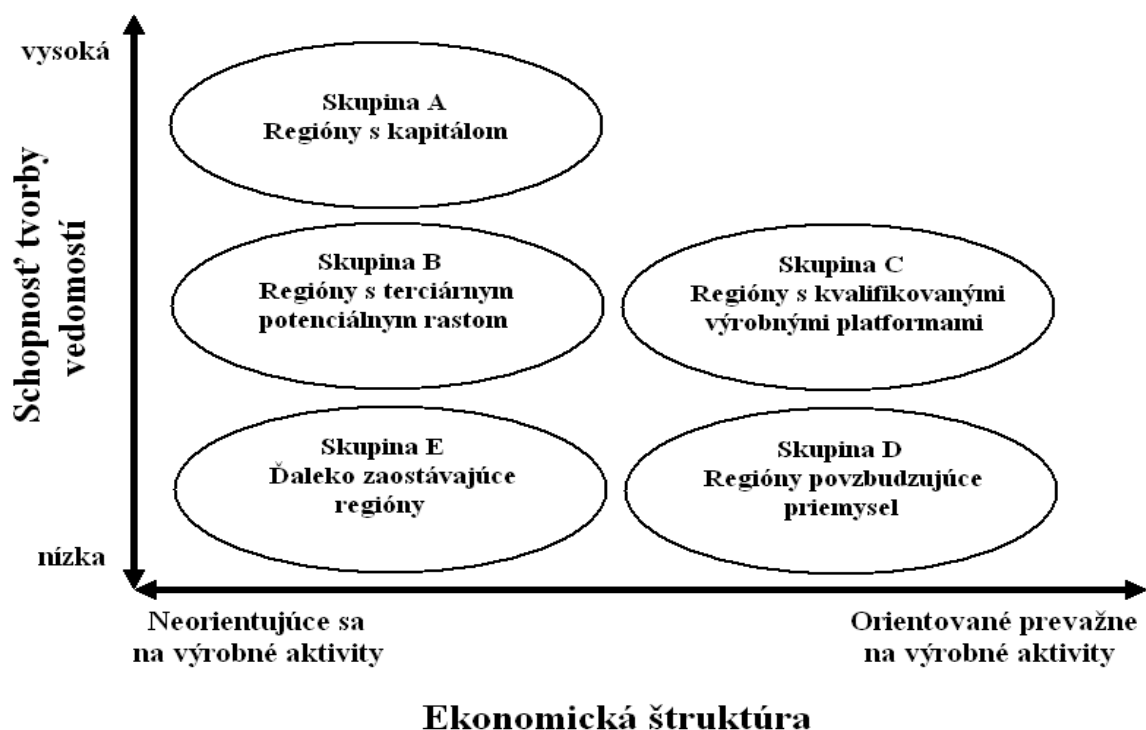 vysoká
Schopnosť tvorby
vedomostí
nízka
Skupina A
Regióny s kapitálom
Skupina B
Regióny s terciárnym
potenciálnym rastom
Skupina C
Regióny s kvalifikovanými
výrobnými platformami
Skupina E
Ďaleko zaostávajúce
regióny
Skupina D
Regióny povzbudzujúce
priemysel
Neorientujúce sa
na výrobné aktivity
Orientované prevažne
na výrobné aktivity
Ekonomická štruktúra